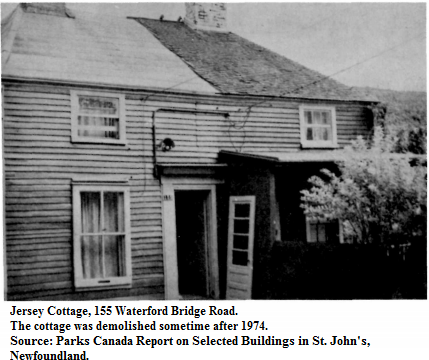 Jersey Cottage, 155 Waterford Bridge Road.
The cottage was demolished sometime after 1974.
Source: Parks Canada Report on Selected Buildings in St. John's,
Newfoundland.